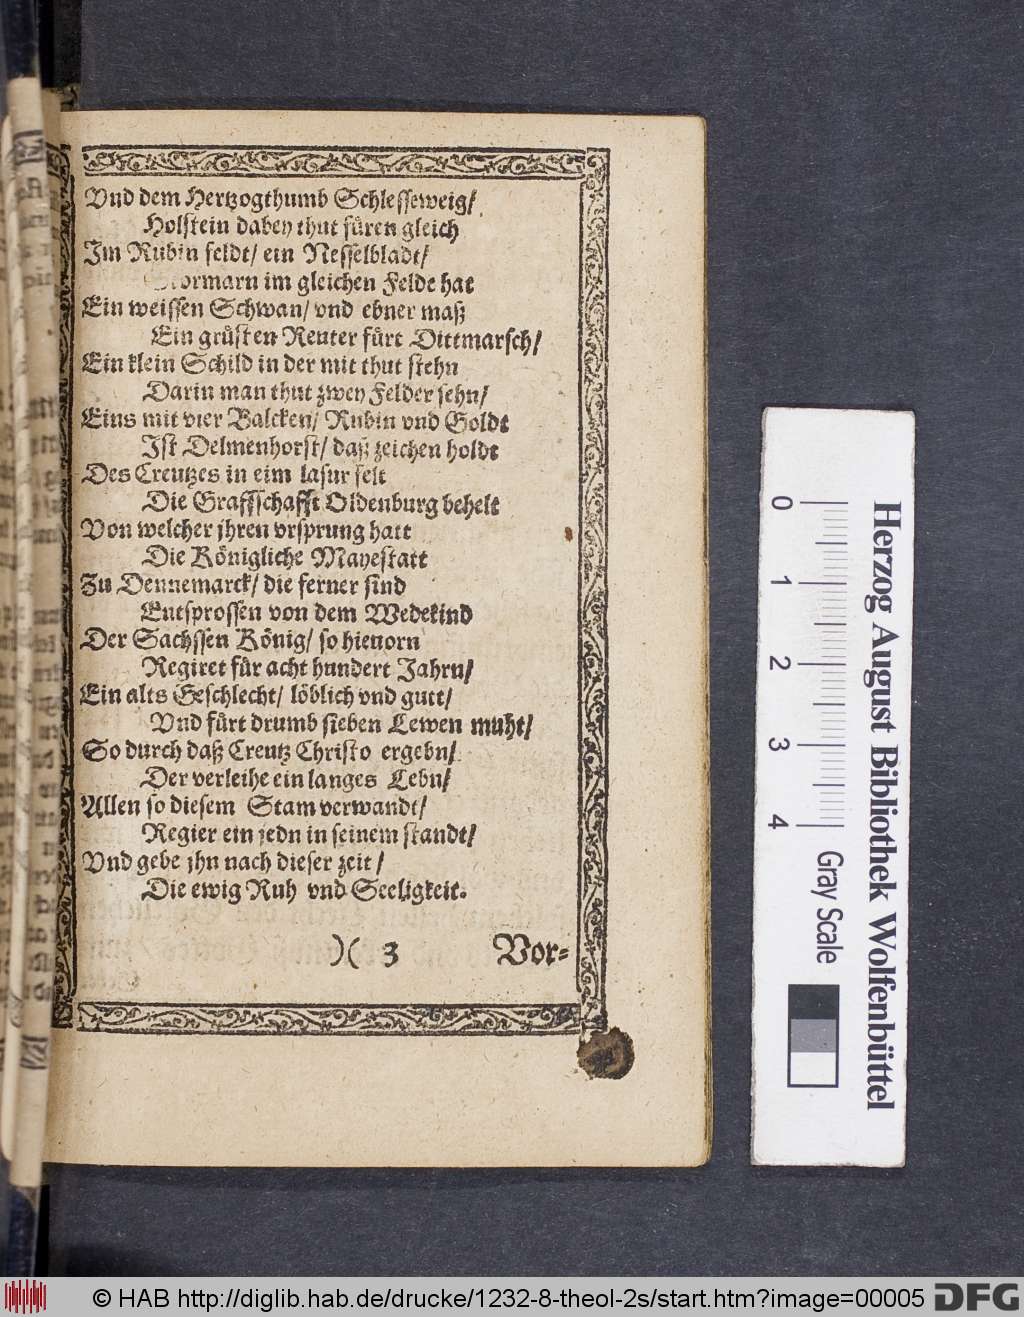 Vnd dem Hertzogthumb Schlesseweig/
Holstein dabey thut füren gleich
Im Rubin feldt/ ein Nesselbladt/
Stormarn im gleichen Felde hat
Ein weissen Schwan/ vnd ebner maß
Ein grůsten Reuter fůrt Dittmarsch/
Ein klein Schild in der mit thut stehn
Darin man thut zwey Felder sehn/
Eins mit vier Balcken/ Rubin vnd Goldt
Ist Delmenhorst/ daß zeichen holdt
Des Creutzes in eim lasur felt
Die Graffschafft Oldenburg behelt
Von welcher jhren vrsprung hatt
Die Königliche Mayestatt
Zu Dennemarck/ die ferner sind
Entsprossen von dem Wedekind
Der Sachssen König/ so hieuorn
Regiret für acht hundert Jahrn/
Ein alts Geschlecht/ löblich vnd gutt/
Vnd fůrt drumb sieben Lewen muht/
So durch daß Creutz Christo ergebn/
Der verleihe ein langes Lebn/
Allen so diesem Stam verwandt/
Regier ein jedn in seinem standt/
Vnd gebe jhn nach dieser zeit/
Die ewig Ruh vnd Seeligkeit.
)( 3 Vor-
0 1 2 3 4
Gray Scale
Herzog August Bibliothek Wolfenbüttel
© HAB http://diglib.hab.de/drucke/1232-8-theol-2s/start.htm?image=00005 DFG